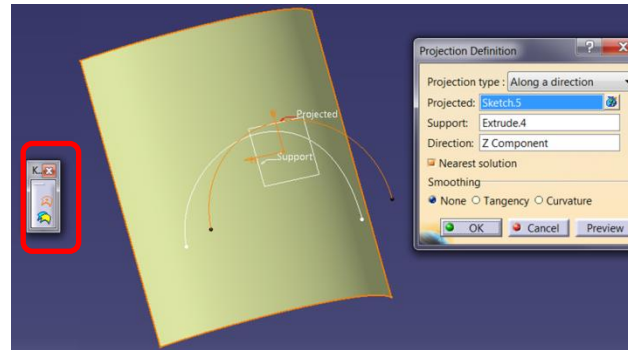 K...
Projected
Support
Projection Definition
Projection type : Along a direction
Projected: Sketch.5
Support: Extrude.4
Direction: Z Component
Nearest solution
Smoothing
None Tangency Curvature
OK Cancel Preview